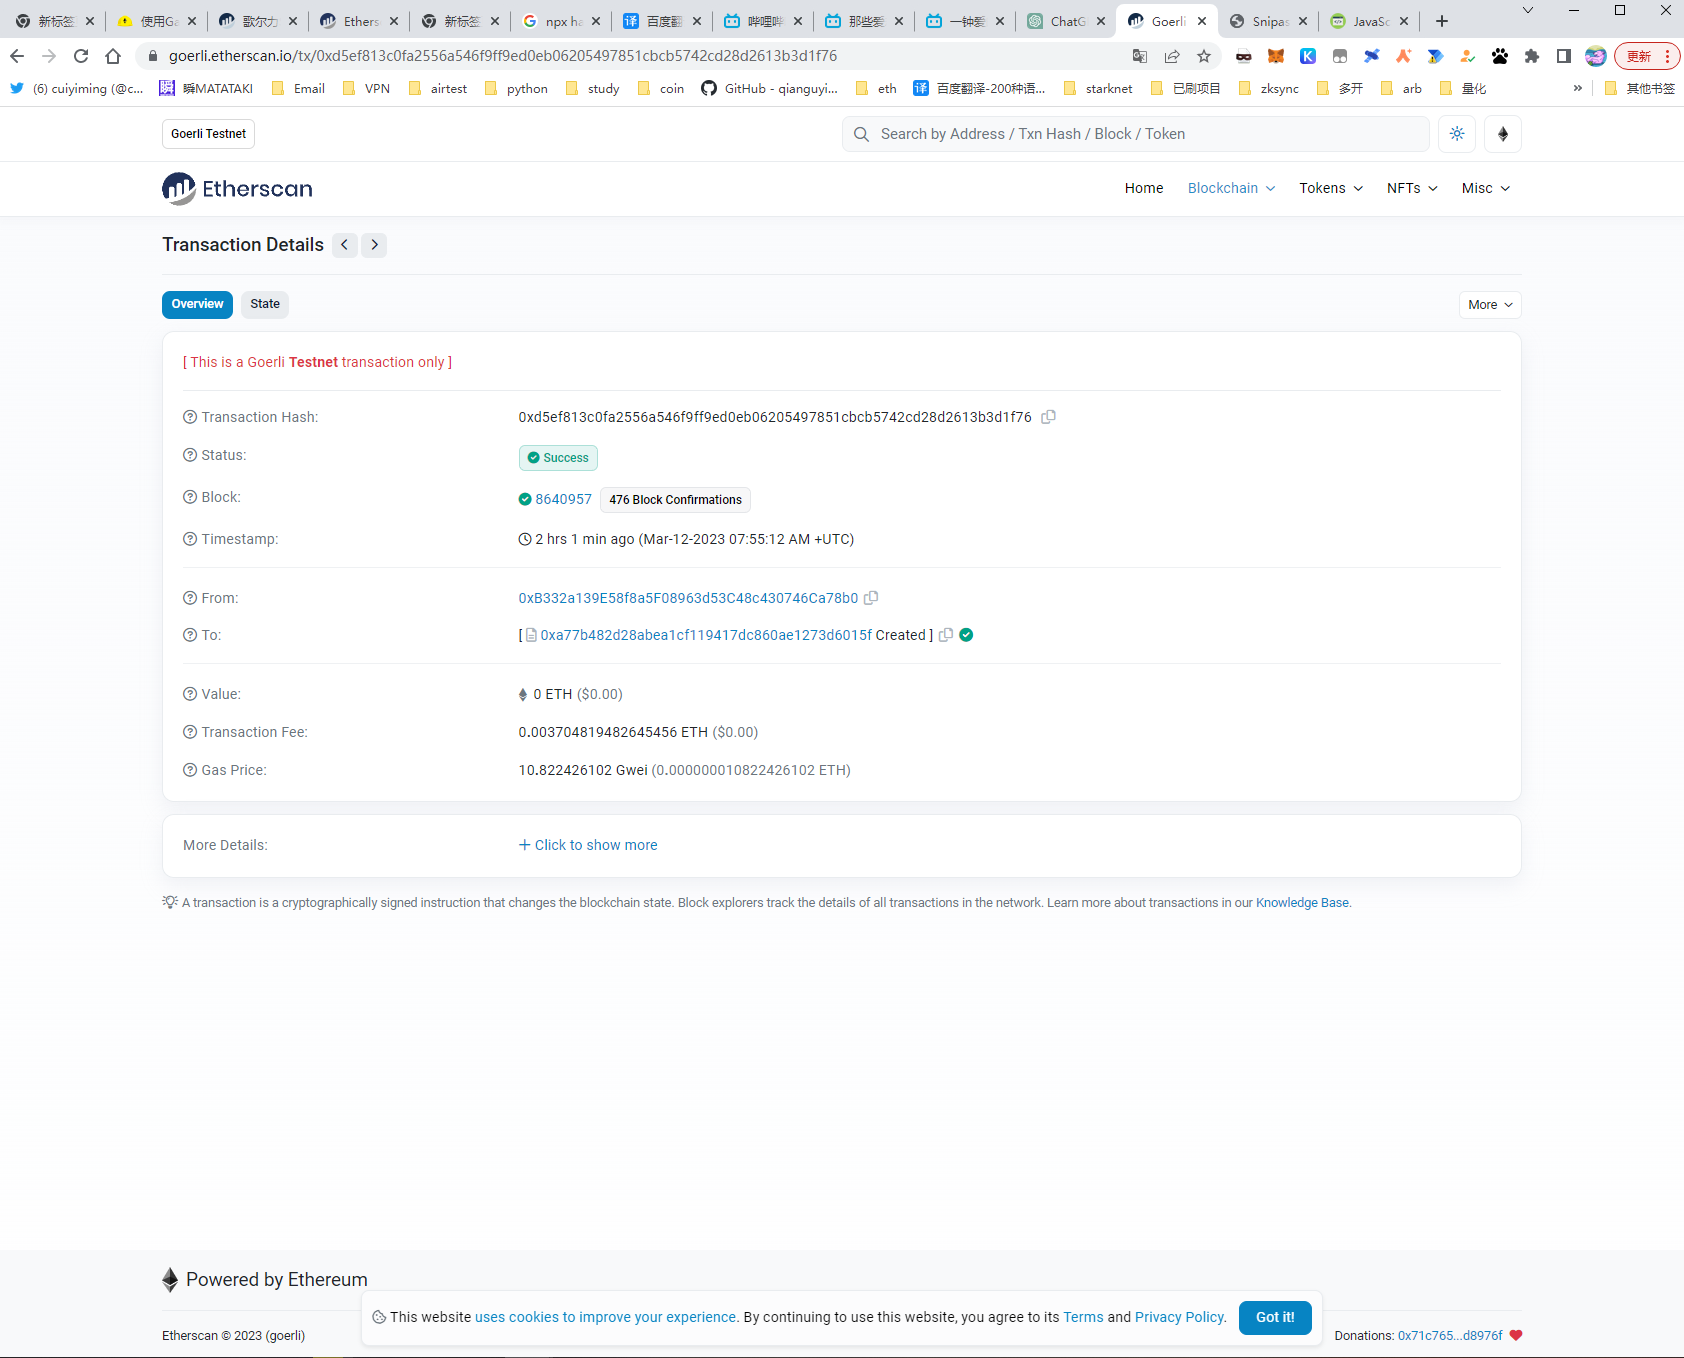 新标签 使用Ga 歌尔力 Ethers 新标签 npx ha 百度翻 哔哩哔 那些爱 一钟爱 ChatG Goerli Snipas JavaSc
goerli.etherscan.io/tx/0xd5ef813c0fa2556a546f9ff9ed0eb06205497851cbcb5742cd28d2613b3d1f76 更新
(6) cuiyiming (@c... 瞬MATATAKI Email VPN airtest python study coin GitHub - qianguyi... eth 百度翻译-200种语... starknet 已刷项目 zksync 多开 arb 量化 » 其他书签
Goerli Testnet Search by Address / Txn Hash / Block / Token
Etherscan Home Blockchain Tokens NFTs Misc
Transaction Details
Overview State More
[ This is a Goerli Testnet transaction only ]
Transaction Hash: 0xd5ef813c0fa2556a546f9ff9ed0eb06205497851cbcb5742cd28d2613b3d1f76
Status: Success
Block: 8640957 476 Block Confirmations
Timestamp: 2 hrs 1 min ago (Mar-12-2023 07:55:12 AM +UTC)
From: 0xB332a139E58f8a5F08963d53C48c430746Ca78b0
To: [ 0xa77b482d28abea1cf119417dc860ae1273d6015f Created ]
Value: 0 ETH ($0.00)
Transaction Fee: 0.003704819482645456 ETH ($0.00)
Gas Price: 10.822426102 Gwei (0.000000010822426102 ETH)
More Details: + Click to show more
A transaction is a cryptographically signed instruction that changes the blockchain state. Block explorers track the details of all transactions in the network. Learn more about transactions in our Knowledge Base.
Powered by Ethereum
This website uses cookies to improve your experience. By continuing to use this website, you agree to its Terms and Privacy Policy. Got it!
Etherscan © 2023 (goerli) Donations: 0x71c765...d8976f